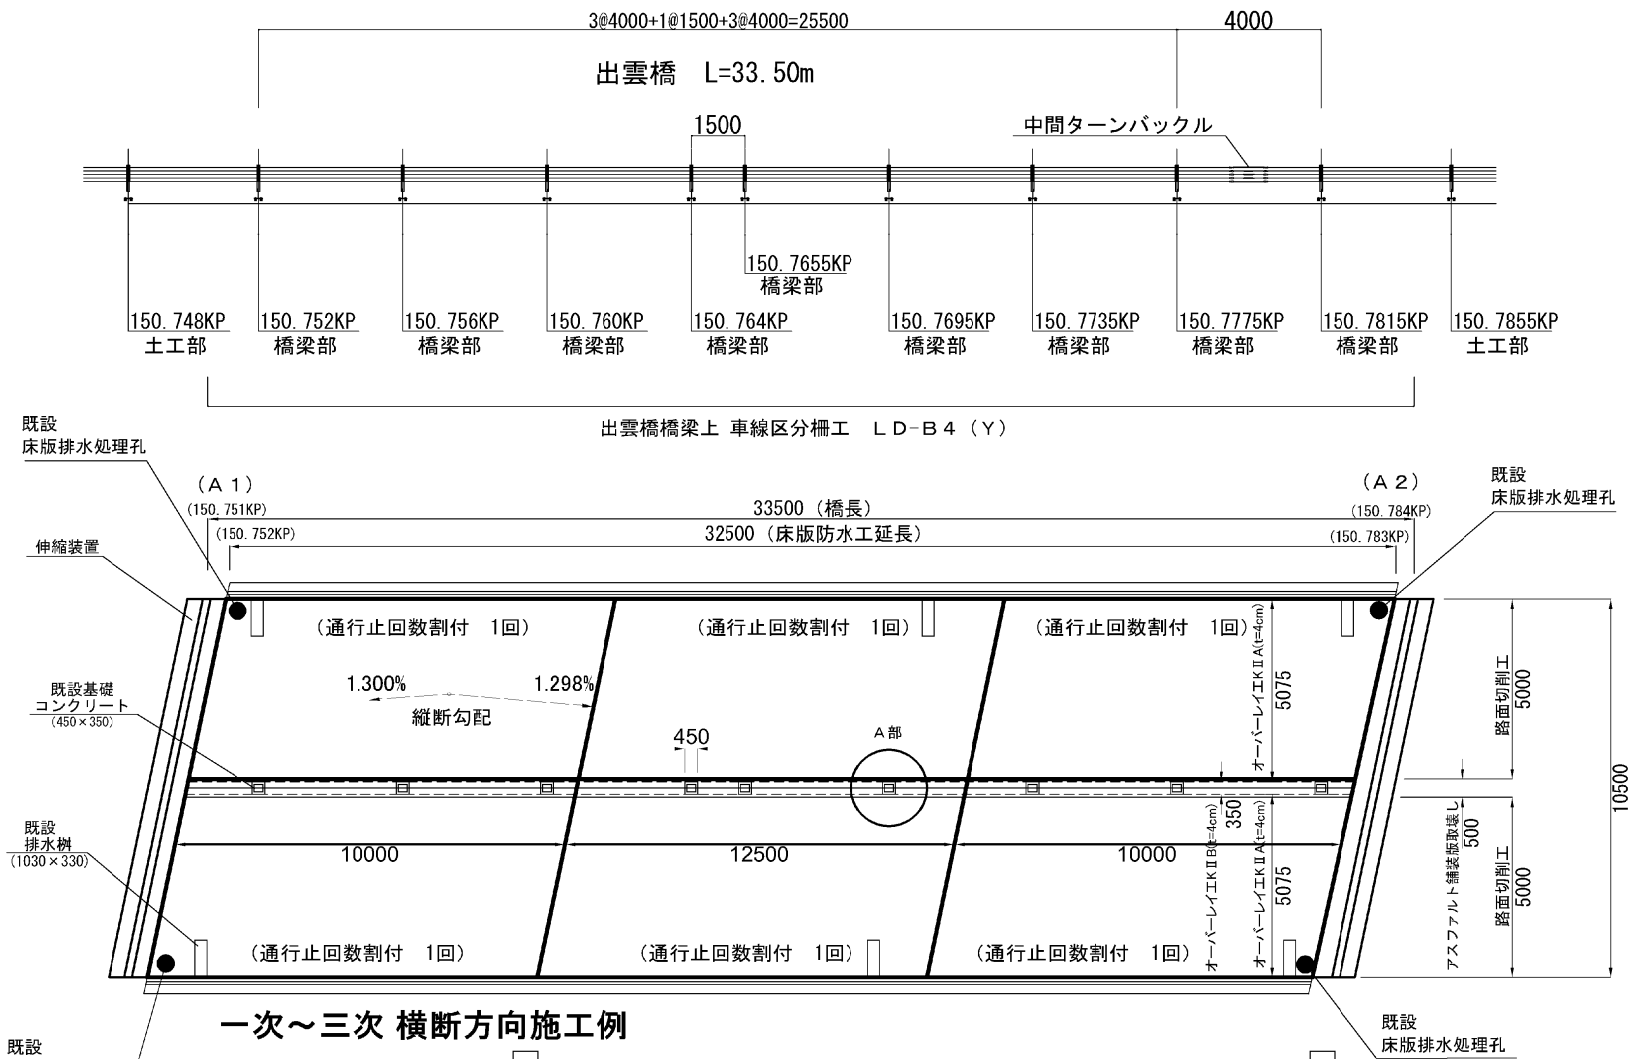 3@4000+1@1500+3@4000=25500
4000
出雲橋 L=33.50m
1500
中間ターンバックル
150.7655KP
橋梁部
150.748KP
土工部
150.752KP
橋梁部
150.756KP
橋梁部
150.760KP
橋梁部
150.764KP
橋梁部
150.7695KP
橋梁部
150.7735KP
橋梁部
150.7775KP
橋梁部
150.7815KP
橋梁部
150.7855KP
土工部
出雲橋橋梁上 車線区分柵工 LD-B4(Y)
既設
床版排水処理孔
(A1)
(150.751KP)
(150.752KP)
33500(橋長)
32500(床版防水工延長)
(A2)
(150.784KP)
(150.783KP)
既設
床版排水処理孔
伸縮装置
(通行止回数割付 1回)
(通行止回数割付 1回)
(通行止回数割付 1回)
1.300%
1.298%
縦断勾配
既設基礎
コンクリート
(450×350)
450
A部
オーバーレイ工KⅡA(t=4cm)
5075
路面切削工
5000
10500
既設
排水桝
(1030×330)
10000
12500
10000
350
オーバーレイ工KⅡB(t=4cm)
オーバーレイ工KⅡA(t=4cm)
5075
アスファルト舗装版取壊し
500
路面切削工
5000
(通行止回数割付 1回)
(通行止回数割付 1回)
(通行止回数割付 1回)
一次～三次 横断方向施工例
既設
既設
床版排水処理孔